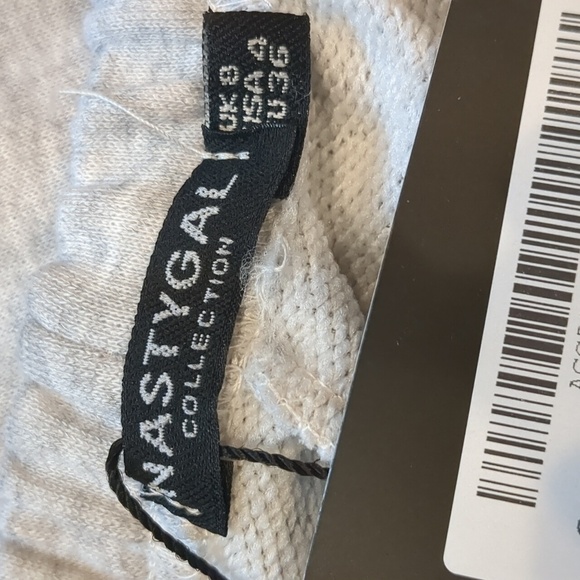 NASTYGAL
COLLECTION
UK 8
USA 4
EU 36